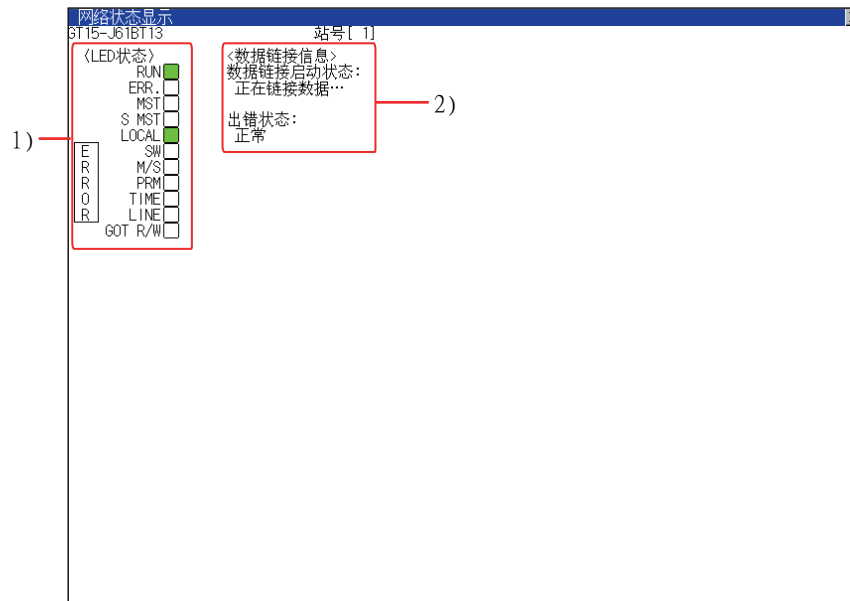 网络状态显示
GT15-J61BT13 站号[ 1]
〈LED状态〉
RUN
ERR.
MST
S MST
LOCAL
SW
M/S
PRM
TIME
LINE
GOT R/W
ERROR
1)
<数据链接信息>
数据链接启动状态:
正在链接数据…
出错状态:
正常
2)